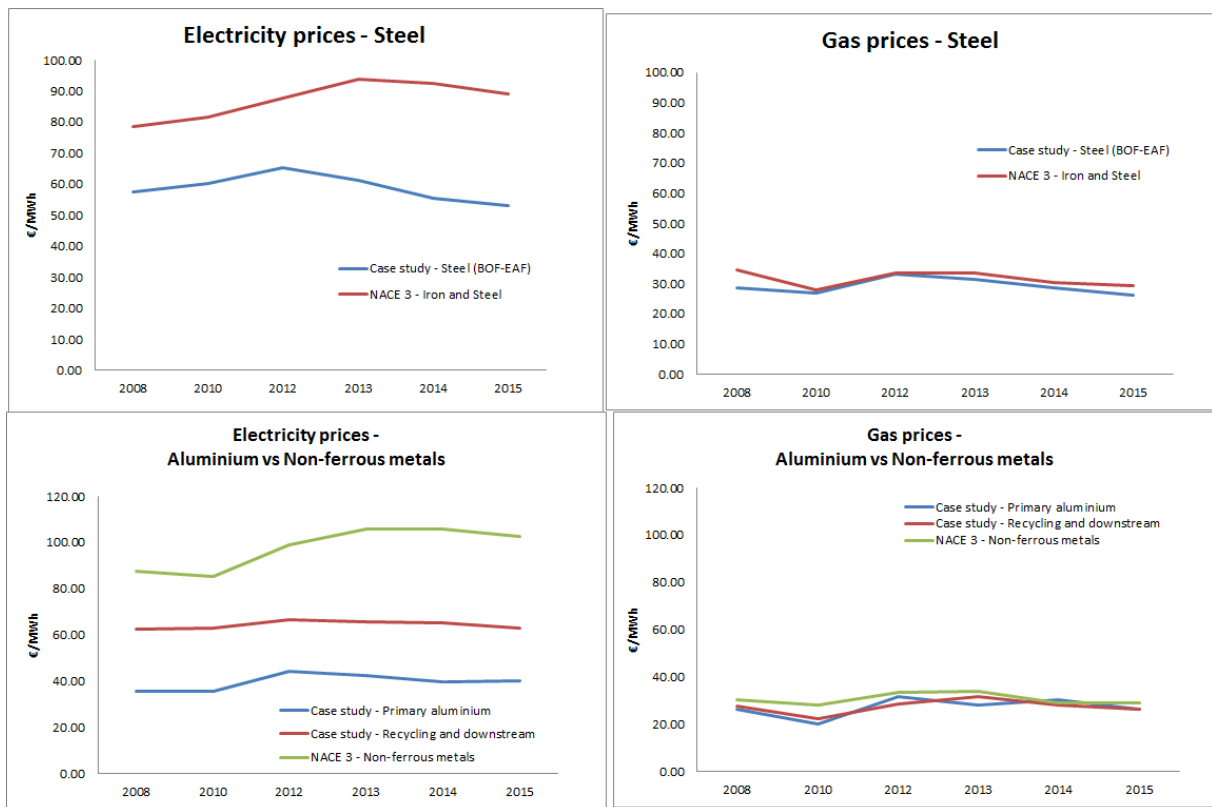 Electricity prices - Steel
100.00
90.00
80.00
70.00
60.00
50.00
40.00
30.00
20.00
10.00
0.00
€/MWh
Case study - Steel (BOF-EAF)
NACE 3 - Iron and Steel
2008 2010 2012 2013 2014 2015
Gas prices - Steel
100.00
90.00
80.00
70.00
60.00
50.00
40.00
30.00
20.00
10.00
0.00
€/MWh
Case study - Steel (BOF-EAF)
NACE 3 - Iron and Steel
2008 2010 2012 2013 2014 2015
Electricity prices -
Aluminium vs Non-ferrous metals
120.00
100.00
80.00
60.00
40.00
20.00
0.00
€/MWh
Case study - Primary aluminium
Case study - Recycling and downstream
NACE 3 - Non-ferrous metals
2008 2010 2012 2013 2014 2015
Gas prices -
Aluminium vs Non-ferrous metals
120.00
100.00
80.00
60.00
40.00
20.00
0.00
€/MWh
Case study - Primary aluminium
Case study - Recycling and downstream
NACE 3 - Non-ferrous metals
2008 2010 2012 2013 2014 2015